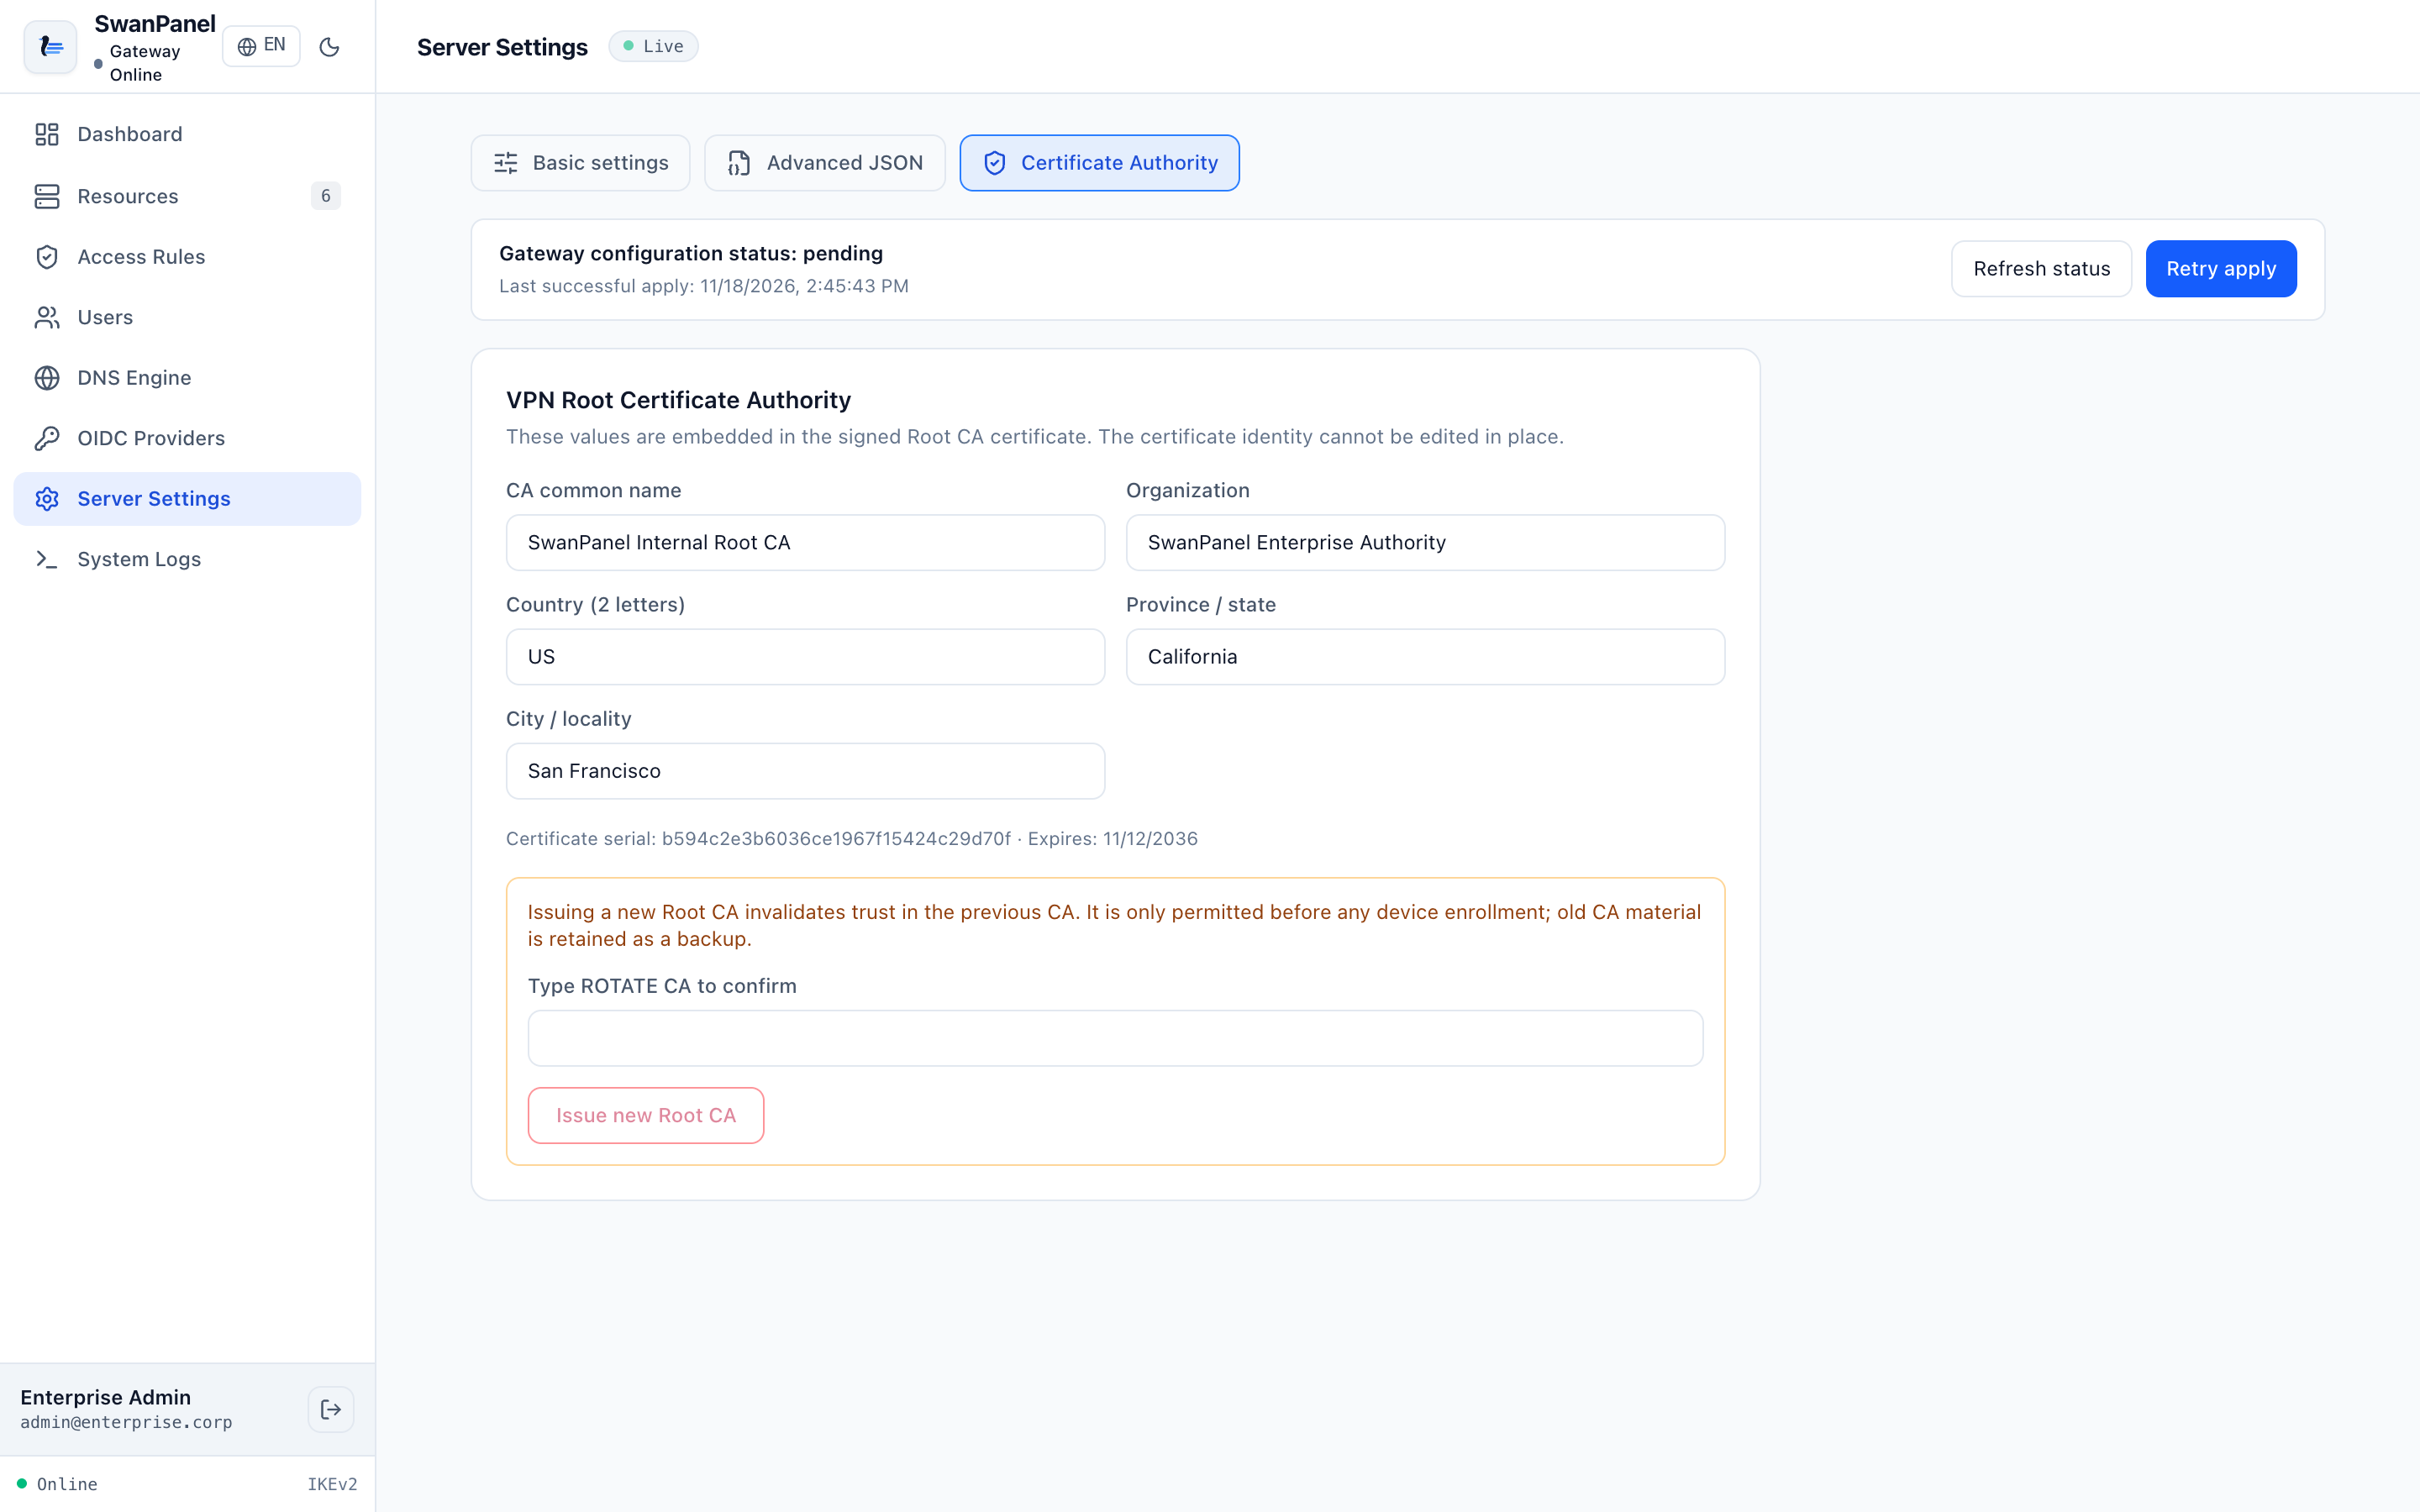 SwanPanel
Gateway
Online
EN
Server Settings
Live
Dashboard
Resources
6
Access Rules
Users
DNS Engine
OIDC Providers
Server Settings
System Logs
Basic settings
Advanced JSON
Certificate Authority
Gateway configuration status: pending
Last successful apply: 11/18/2026, 2:45:43 PM
Refresh status
Retry apply
VPN Root Certificate Authority
These values are embedded in the signed Root CA certificate. The certificate identity cannot be edited in place.
CA common name
Organization
SwanPanel Internal Root CA
SwanPanel Enterprise Authority
Country (2 letters)
Province / state
US
California
City / locality
San Francisco
Certificate serial: b594c2e3b6036ce1967f15424c29d70f · Expires: 11/12/2036
Issuing a new Root CA invalidates trust in the previous CA. It is only permitted before any device enrollment; old CA material
is retained as a backup.
Type ROTATE CA to confirm
Issue new Root CA
Enterprise Admin
admin@enterprise.corp
Online
IKEv2